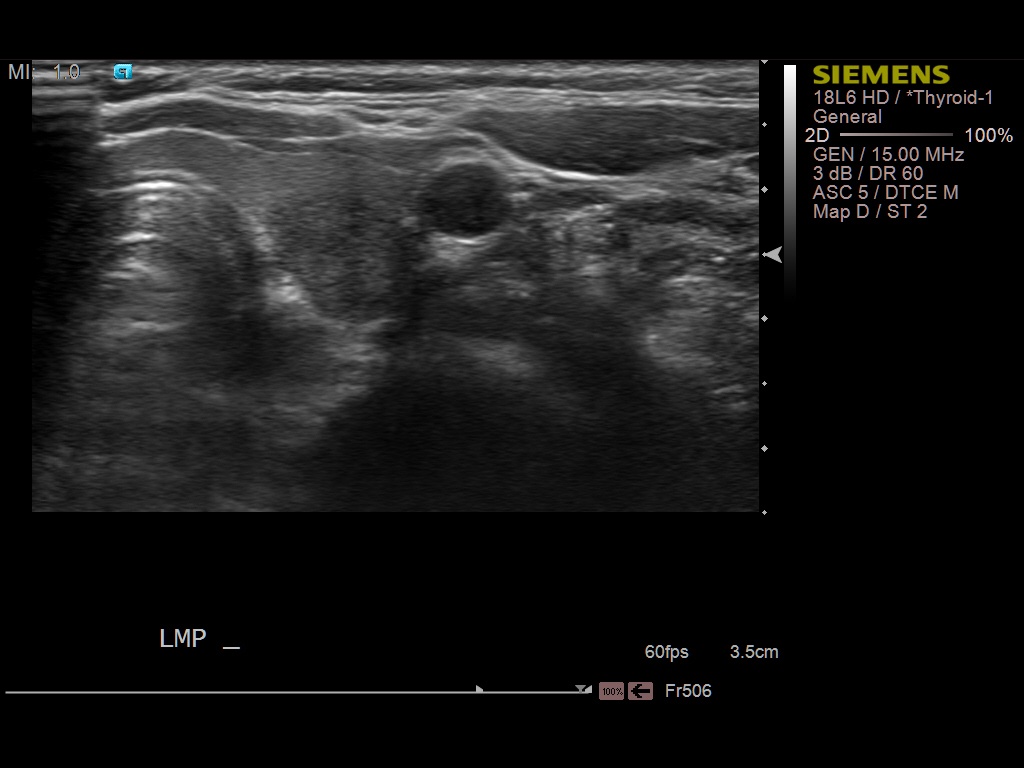 MI: 1.0
SIEMENS
18L6 HD / *Thyroid-1
General
2D 100%
GEN / 15.00 MHz
3 dB / DR 60
ASC 5 / DTCE M
Map D / ST 2
LMP _
60fps 3.5cm
100% Fr506